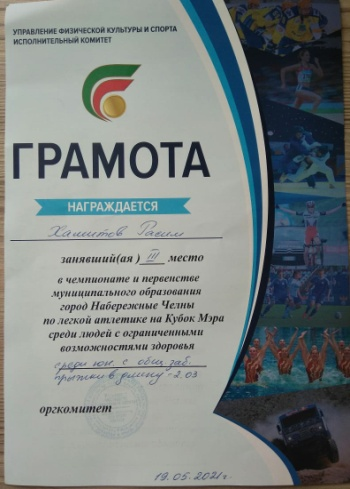 УПРАВЛЕНИЕ ФИЗИЧЕСКОЙ КУЛЬТУРЫ И СПОРТА
ИСПОЛНИТЕЛЬНЫЙ КОМИТЕТ
ГРАМОТА
НАГРАЖДАЕТСЯ
Хамитов Расим
занявший(ая) III место
в чемпионате и первенстве
муниципального образования
город Набережные Челны
по легкой атлетике на Кубок Мэра
среди людей с ограниченными
возможностями здоровья
среди юн. с общ. заб.
прыжки в длину - 2.03
оргкомитет
19.05.2021г.